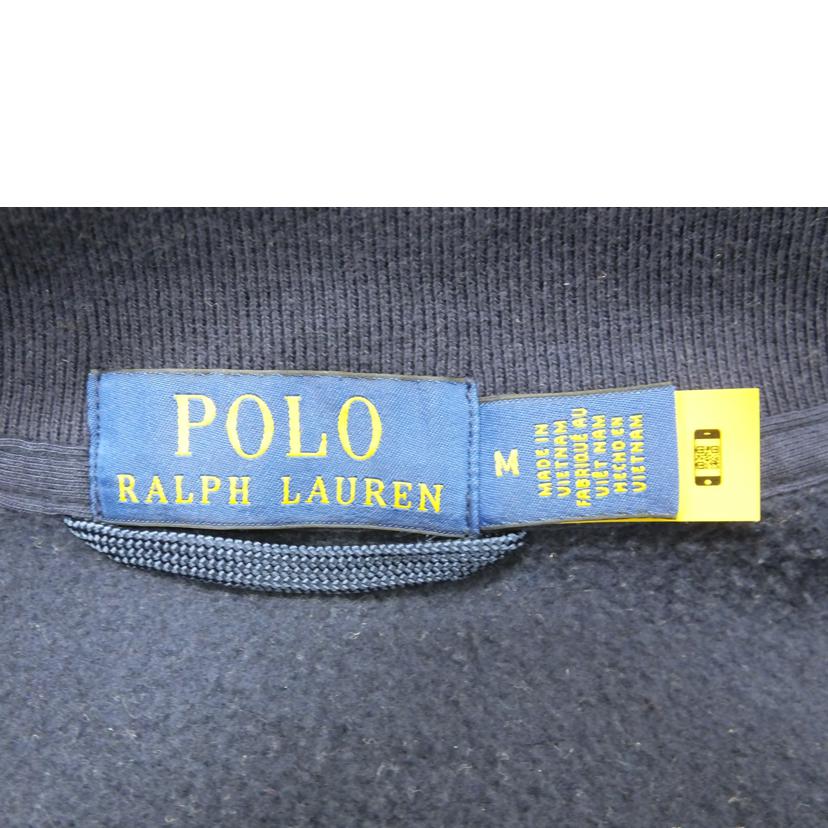 POLO
RALPH LAUREN
M
MADE IN
VIETNAM
FABRIQUÉ AU
VIÊT NAM
HECHO EN
VIETNAM